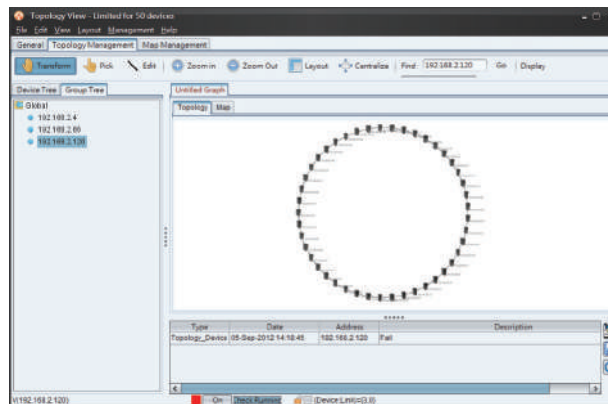 Topology View - Limited for 50 devices
File Edit View Layout Management Help
General Topology Management Map Management
Transform Pick Edit Zoom in Zoom Out Layout Centralize Find: 192.168.2.120 Go Display
Device Tree Group Tree
Untitled Graph
Global
Topology Map
192.168.2.4
192.168.2.66
192.168.2.120
Type Date Address Description
Topology_Device 05-Sep-2012 14:18:45 192.168.2.120 Fail
V(192.168.2.120) On Check Running (Device:Link)=(3,0)